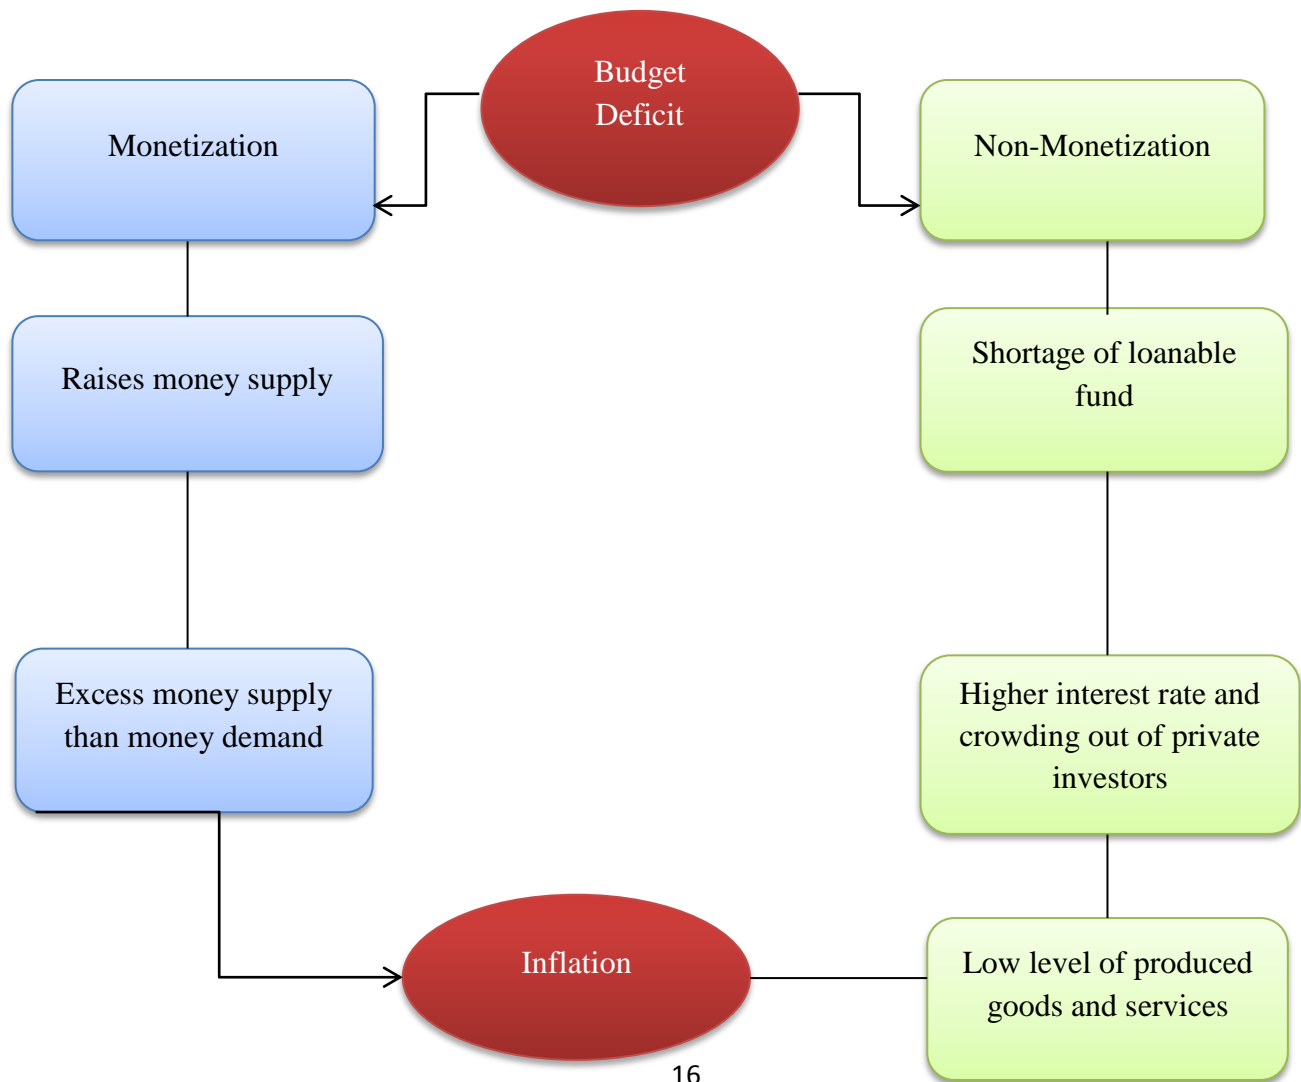 Budget
Deficit
Monetization
Non-Monetization
Raises money supply
Shortage of loanable
fund
Excess money supply
than money demand
Higher interest rate and
crowding out of private
investors
Inflation
Low level of produced
goods and services
16